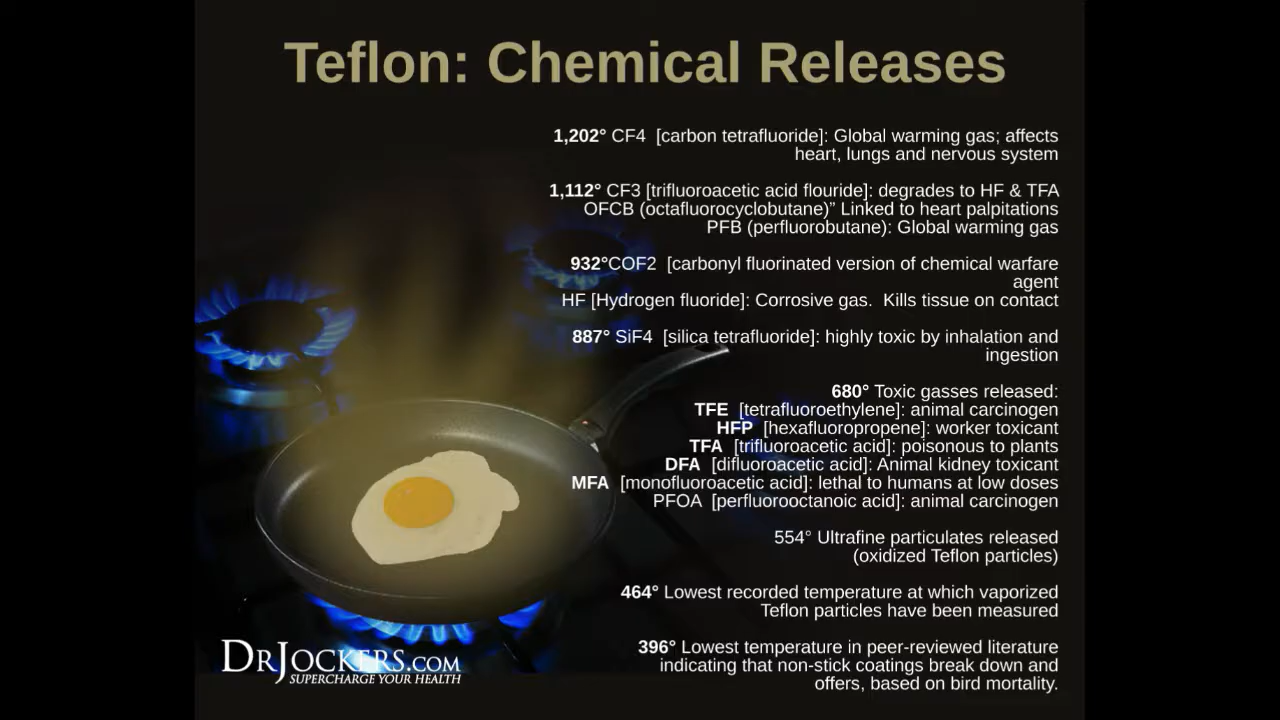 Teflon: Chemical Releases
1,202° CF4 [carbon tetrafluoride]: Global warming gas; affects
heart, lungs and nervous system
1,112° CF3 [trifluoroacetic acid flouride]: degrades to HF & TFA
OFCB (octafluorocyclobutane)” Linked to heart palpitations
PFB (perfluorobutane): Global warming gas
932°COF2 [carbonyl fluorinated version of chemical warfare
agent
HF [Hydrogen fluoride]: Corrosive gas. Kills tissue on contact
887° SiF4 [silica tetrafluoride]: highly toxic by inhalation and
ingestion
680° Toxic gasses released:
TFE [tetrafluoroethylene]: animal carcinogen
HFP [hexafluoropropene]: worker toxicant
TFA [trifluoroacetic acid]: poisonous to plants
DFA [difluoroacetic acid]: Animal kidney toxicant
MFA [monofluoroacetic acid]: lethal to humans at low doses
PFOA [perfluorooctanoic acid]: animal carcinogen
554° Ultrafine particulates released
(oxidized Teflon particles)
464° Lowest recorded temperature at which vaporized
Teflon particles have been measured
396° Lowest temperature in peer-reviewed literature
indicating that non-stick coatings break down and
offers, based on bird mortality.
DRJOCKERS.COM
SUPERCHARGE YOUR HEALTH